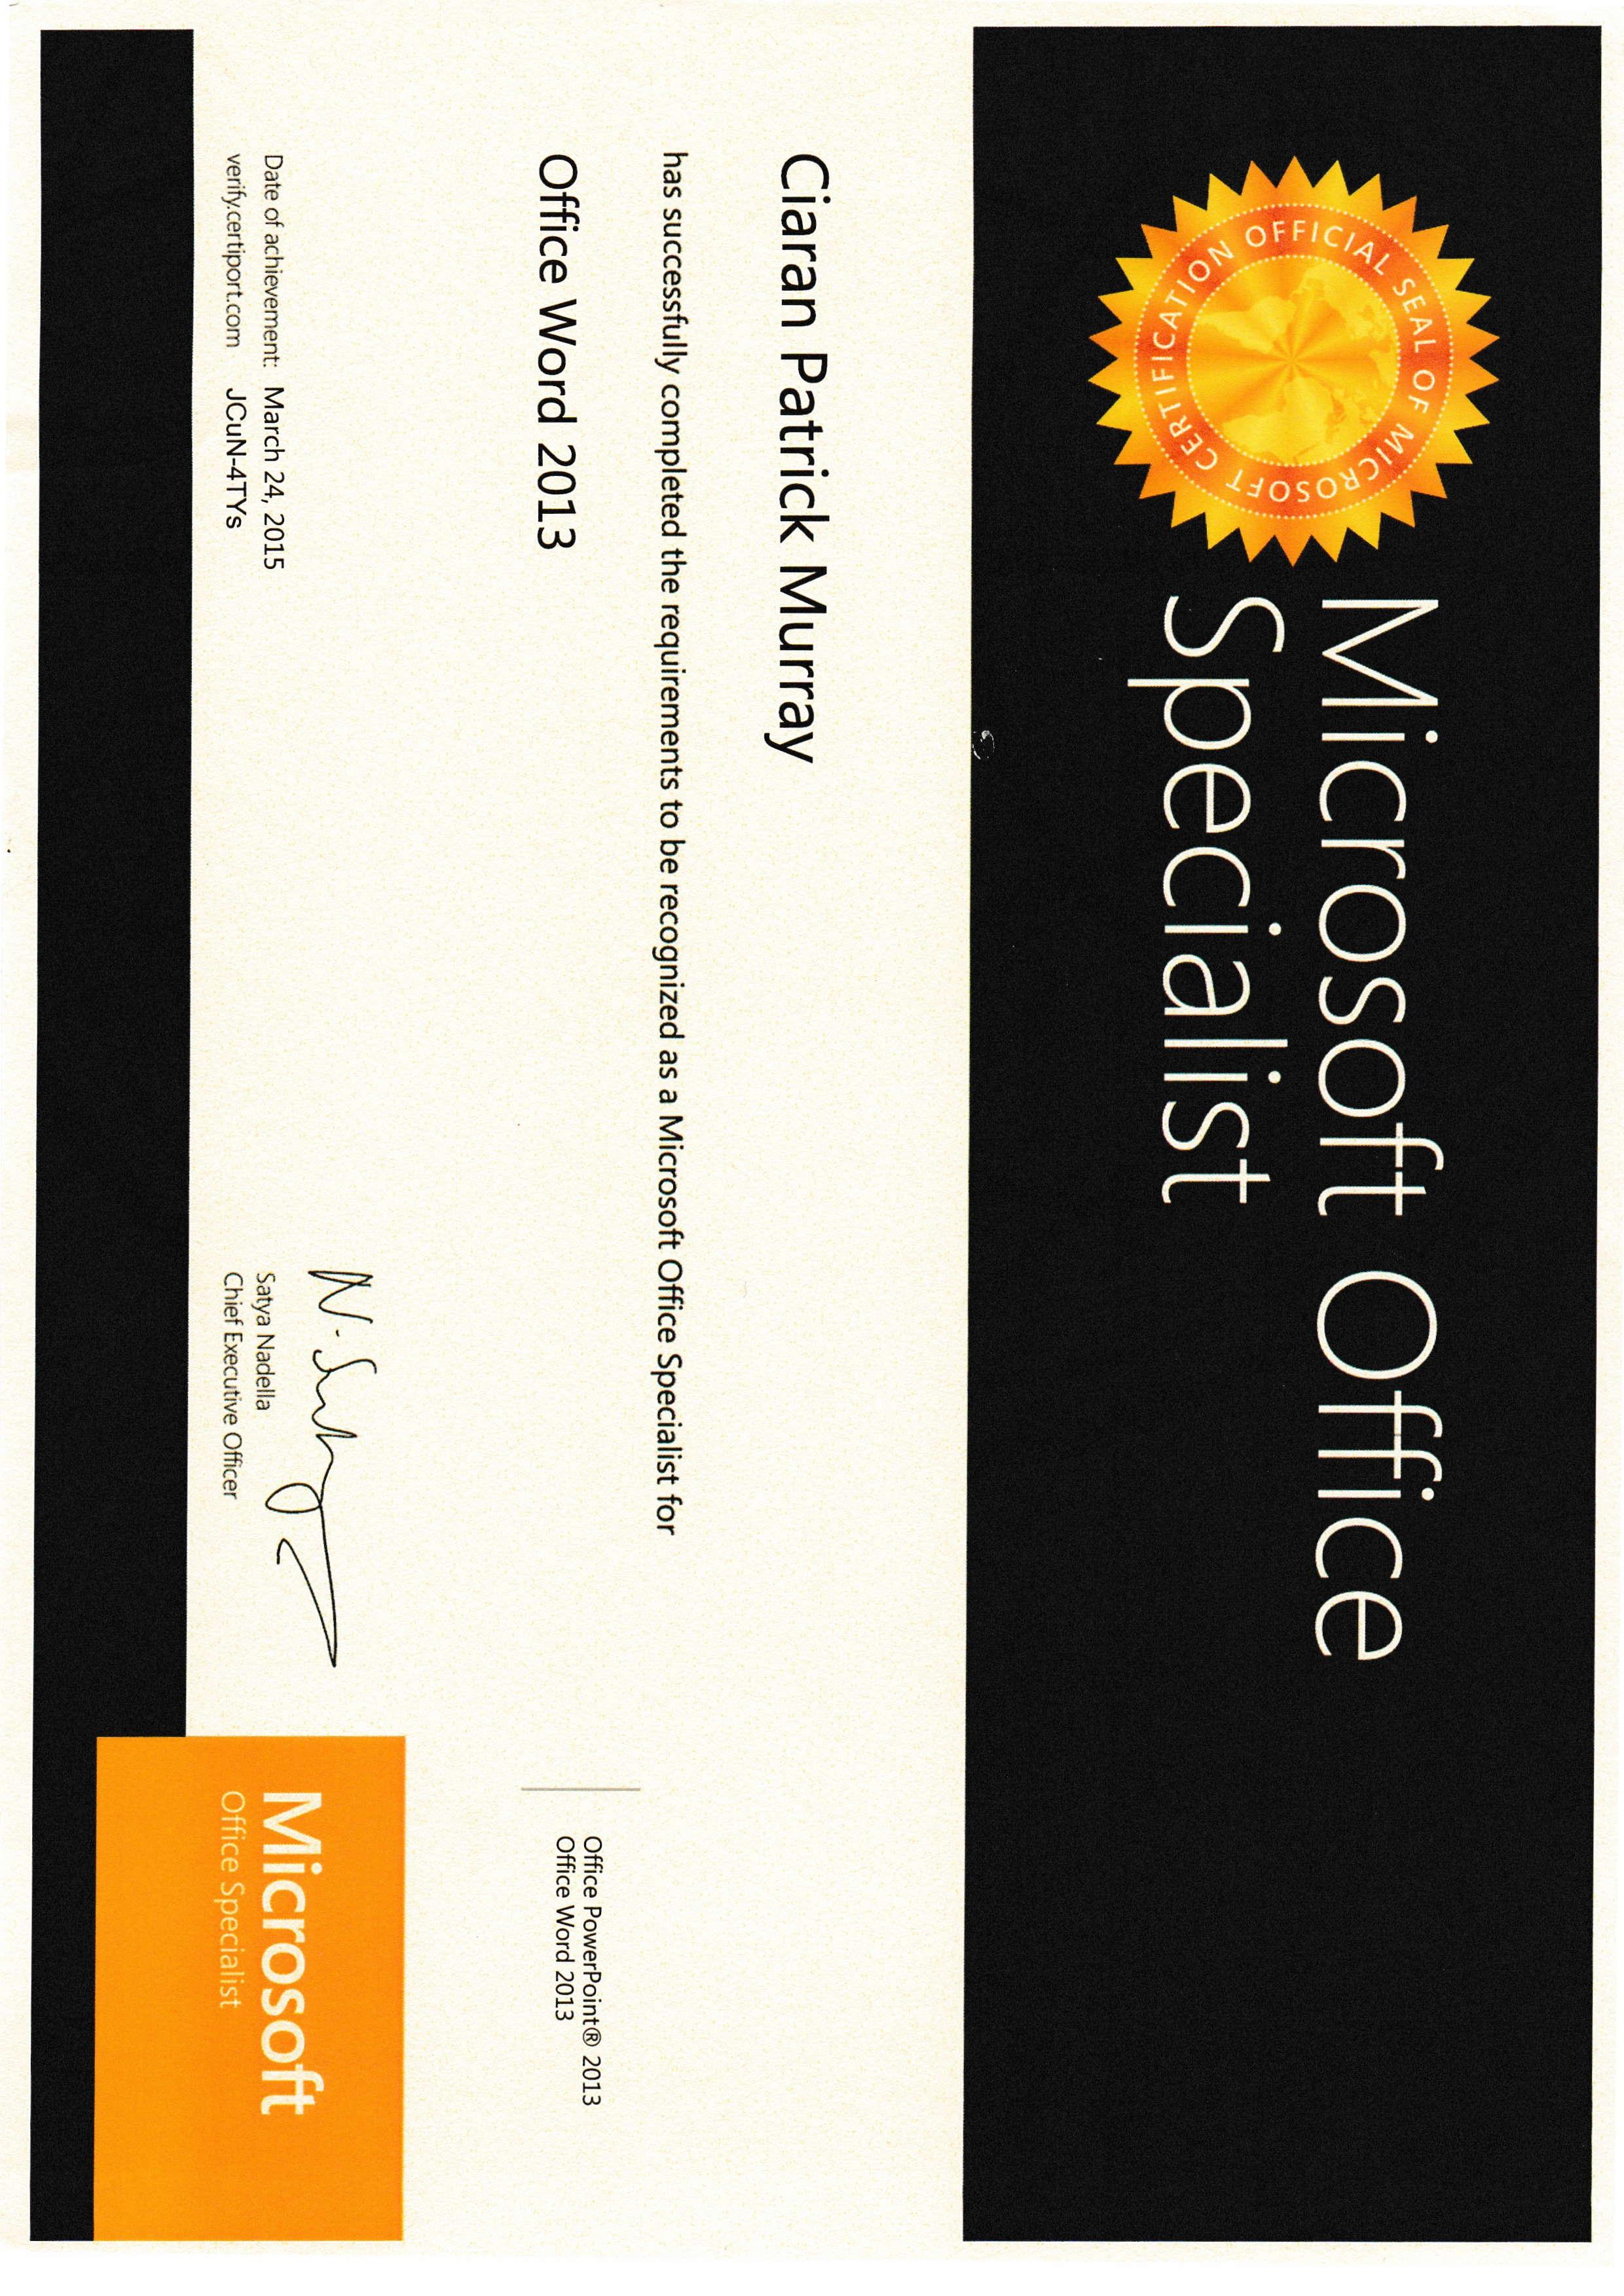 OFFICIAL SEAL OF MICROSOFT CERTIFICATION
Microsoft Office
Specialist
Ciaran Patrick Murray
has successfully completed the requirements to be recognized as a Microsoft Office Specialist for
Office Word 2013
Office PowerPoint® 2013
Office Word 2013
Date of achievement: March 24, 2015
verify.certiport.com JCuN-4TYs
Satya Nadella
Chief Executive Officer
Microsoft
Office Specialist